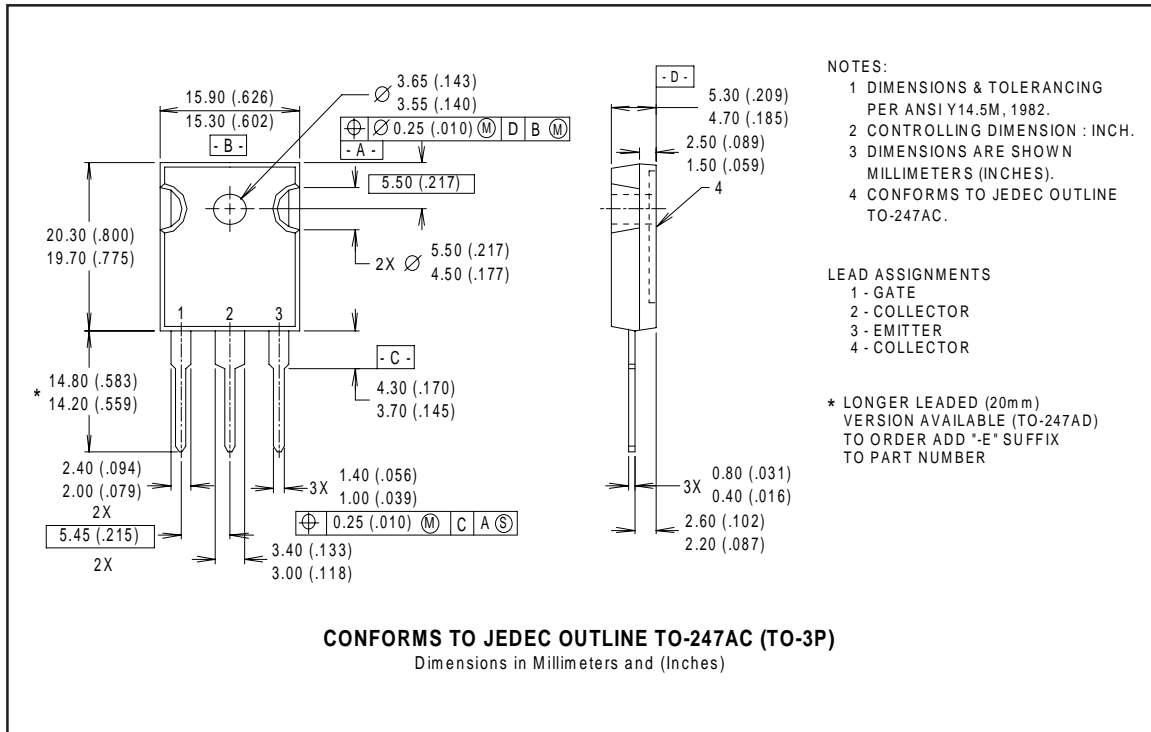 15.90 (.626)
15.30 (.602)
- B -
3.65 (.143)
3.55 (.140)
⌖ Ø 0.25 (.010) Ⓜ D B Ⓜ
- A -
5.50 (.217)
20.30 (.800)
19.70 (.775)
2X Ø 5.50 (.217)
4.50 (.177)
1 2 3
- C -
* 14.80 (.583)
14.20 (.559)
4.30 (.170)
3.70 (.145)
2.40 (.094)
2.00 (.079)
2X
5.45 (.215)
2X
3X 1.40 (.056)
1.00 (.039)
⌖ 0.25 (.010) Ⓜ C A Ⓢ
3.40 (.133)
3.00 (.118)
- D -
5.30 (.209)
4.70 (.185)
2.50 (.089)
1.50 (.059)
4
3X 0.80 (.031)
0.40 (.016)
2.60 (.102)
2.20 (.087)
NOTES:
1 DIMENSIONS & TOLERANCING
PER ANSI Y14.5M, 1982.
2 CONTROLLING DIMENSION : INCH.
3 DIMENSIONS ARE SHOWN
MILLIMETERS (INCHES).
4 CONFORMS TO JEDEC OUTLINE
TO-247AC.
LEAD ASSIGNMENTS
1 - GATE
2 - COLLECTOR
3 - EMITTER
4 - COLLECTOR
* LONGER LEADED (20mm)
VERSION AVAILABLE (TO-247AD)
TO ORDER ADD "-E" SUFFIX
TO PART NUMBER
CONFORMS TO JEDEC OUTLINE TO-247AC (TO-3P)
Dimensions in Millimeters and (Inches)